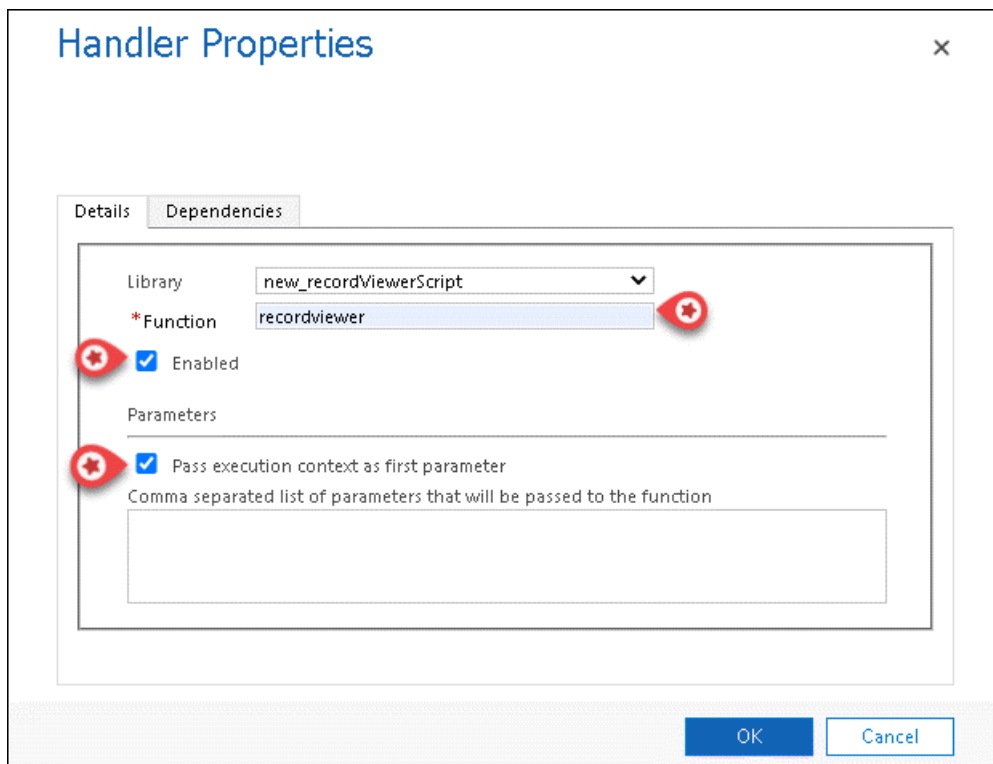 Handler Properties
Details
Dependencies
Library
new_recordViewerScript
*Function
recordviewer
Enabled
Parameters
Pass execution context as first parameter
Comma separated list of parameters that will be passed to the function
OK
Cancel